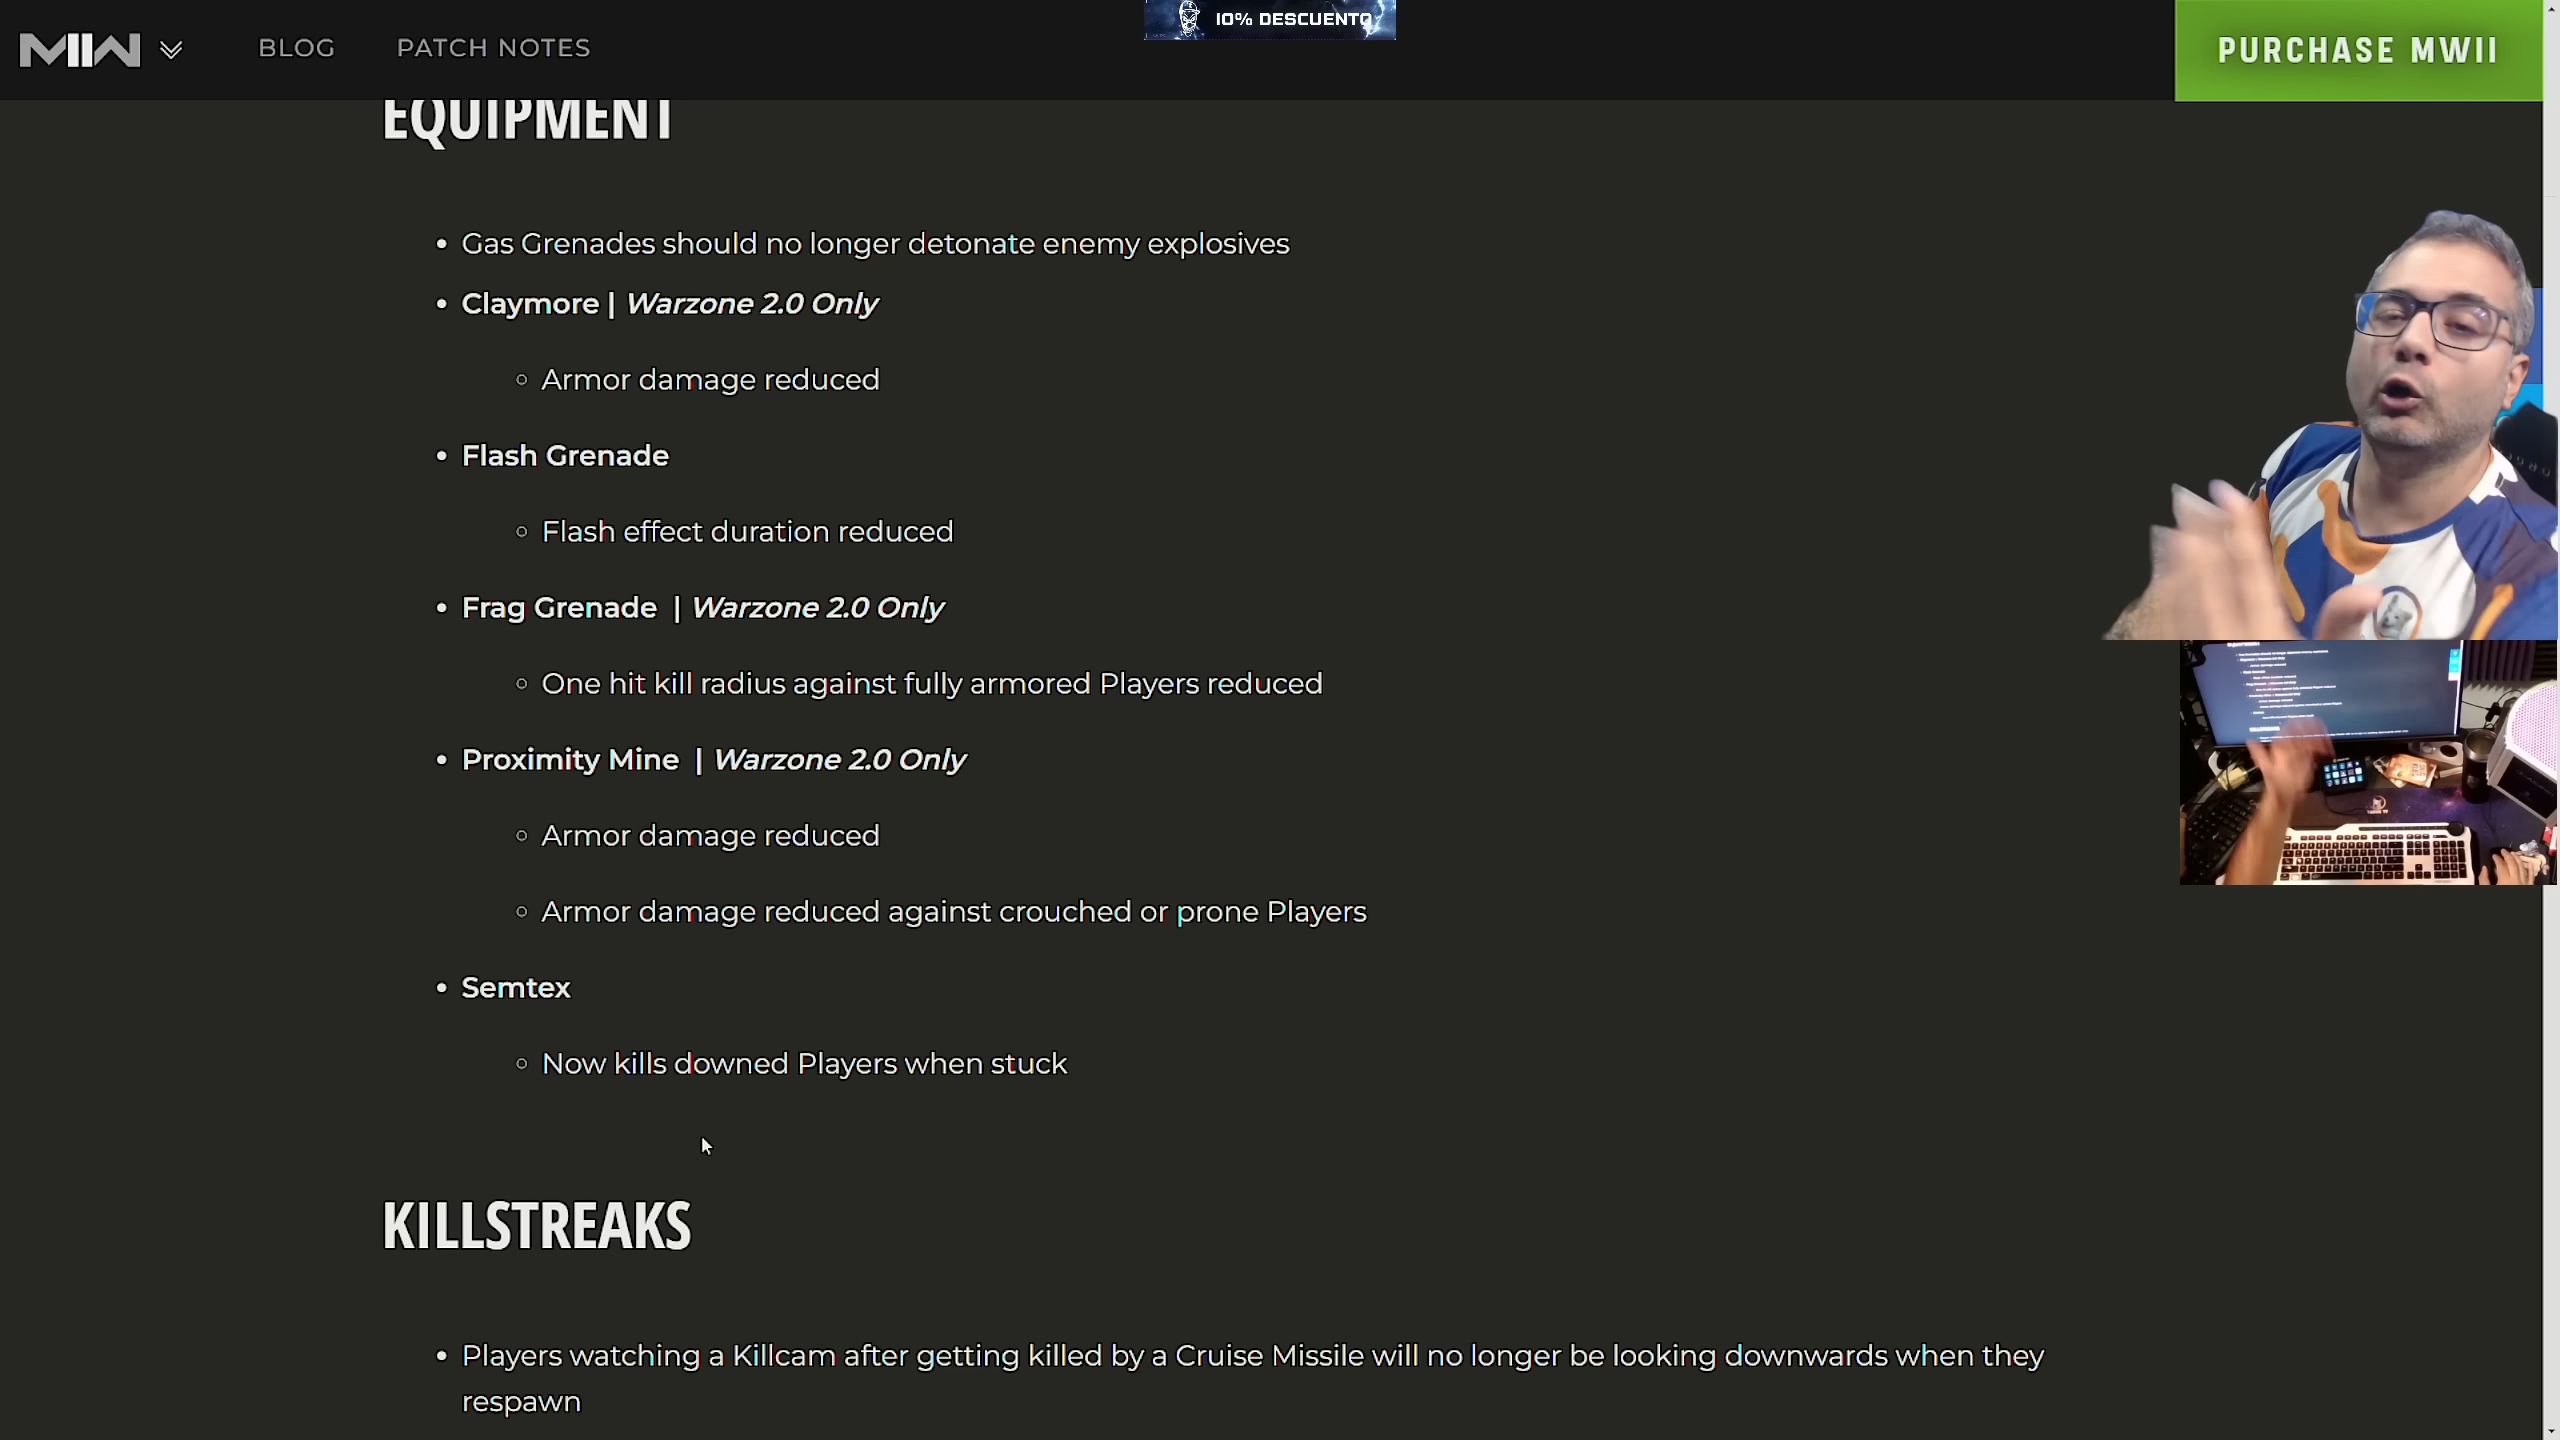 MIIW
BLOG
PATCH NOTES
10% DESCUENTO
PURCHASE MWII
EQUIPMENT
• Gas Grenades should no longer detonate enemy explosives
• Claymore | Warzone 2.0 Only
○ Armor damage reduced
• Flash Grenade
○ Flash effect duration reduced
• Frag Grenade | Warzone 2.0 Only
○ One hit kill radius against fully armored Players reduced
• Proximity Mine | Warzone 2.0 Only
○ Armor damage reduced
○ Armor damage reduced against crouched or prone Players
• Semtex
○ Now kills downed Players when stuck
KILLSTREAKS
• Players watching a Killcam after getting killed by a Cruise Missile will no longer be looking downwards when they
respawn